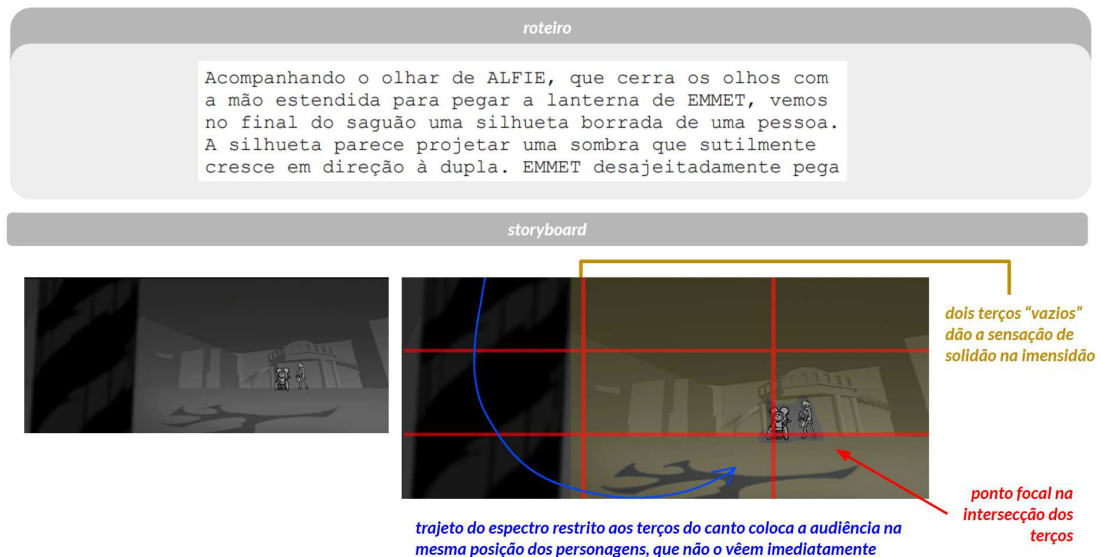 roteiro
Acompanhando o olhar de ALFIE, que cerra os olhos com
a mão estendida para pegar a lanterna de EMMET, vemos
no final do saguão uma silhueta borrada de uma pessoa.
A silhueta parece projetar uma sombra que sutilmente
cresce em direção à dupla. EMMET desajeitadamente pega
storyboard
dois terços “vazios”
dão a sensação de
solidão na imensidão
ponto focal na
intersecção dos
terços
trajeto do espectro restrito aos terços do canto coloca a audiência na
mesma posição dos personagens, que não o vêem imediatamente